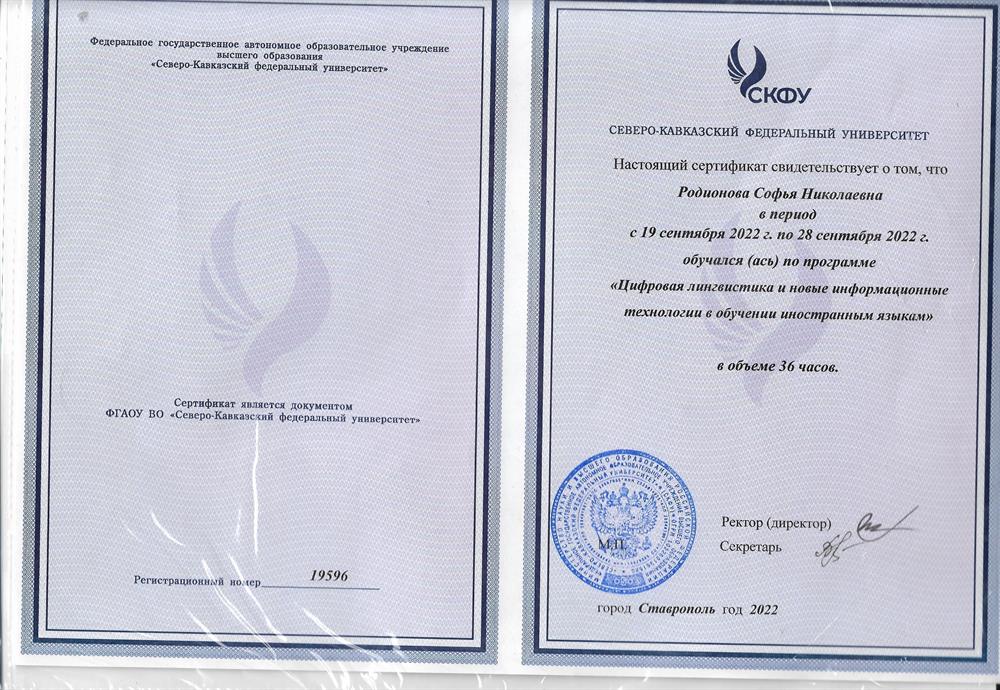 Федеральное государственное автономное образовательное учреждение
высшего образования
«Северо-Кавказский федеральный университет»
Сертификат является документом
ФГАОУ ВО «Северо-Кавказский федеральный университет»
Регистрационный номер 19596
СКФУ
СЕВЕРО-КАВКАЗСКИЙ ФЕДЕРАЛЬНЫЙ УНИВЕРСИТЕТ
Настоящий сертификат свидетельствует о том, что
Родионова Софья Николаевна
в период
с 19 сентября 2022 г. по 28 сентября 2022 г.
обучался (ась) по программе
«Цифровая лингвистика и новые информационные
технологии в обучении иностранным языкам»
в объеме 36 часов.
М.П.
Ректор (директор)
Секретарь
город Ставрополь год 2022